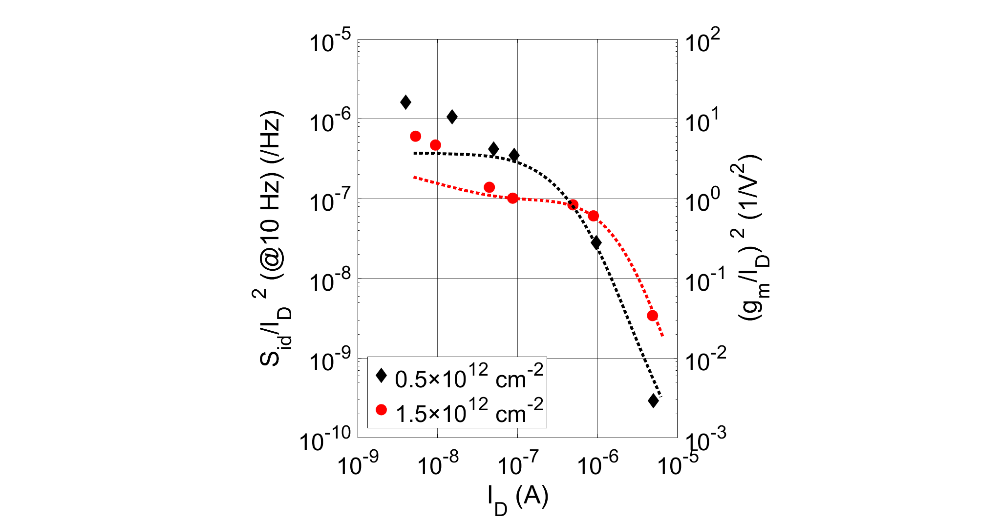 S_id/I_D ^2 (@10 Hz) (/Hz)
10^-5
10^-6
10^-7
10^-8
10^-9
10^-10
0.5×10^12 cm^-2
1.5×10^12 cm^-2
10^2
10^1
10^0
10^-1
10^-2
10^-3
(g_m/I_D) ^2 (1/V^2)
10^-9 10^-8 10^-7 10^-6 10^-5
I_D (A)